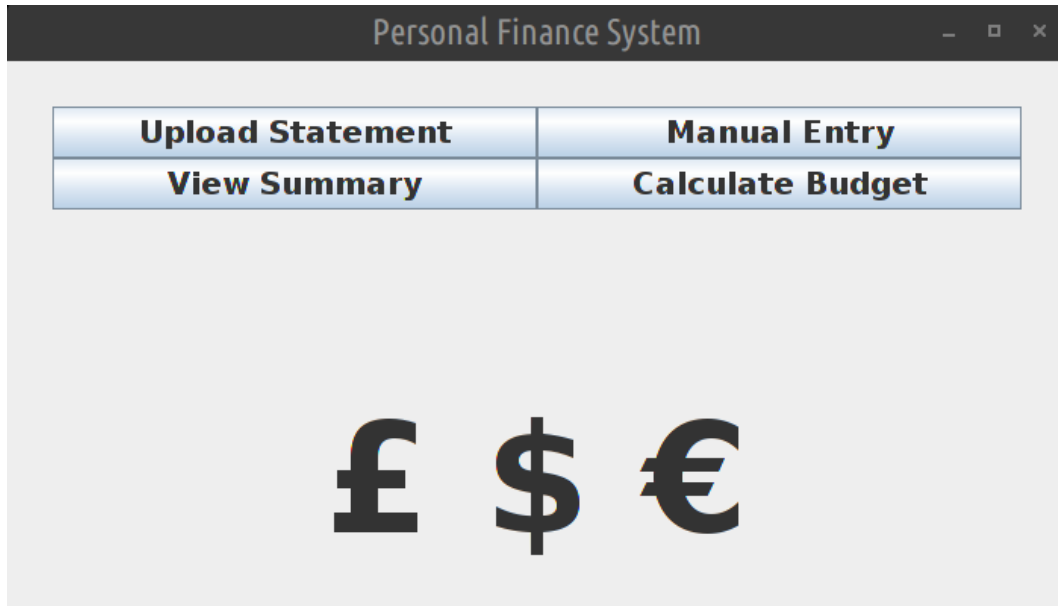 Personal Finance System
Upload Statement Manual Entry
View Summary Calculate Budget
£ $ €